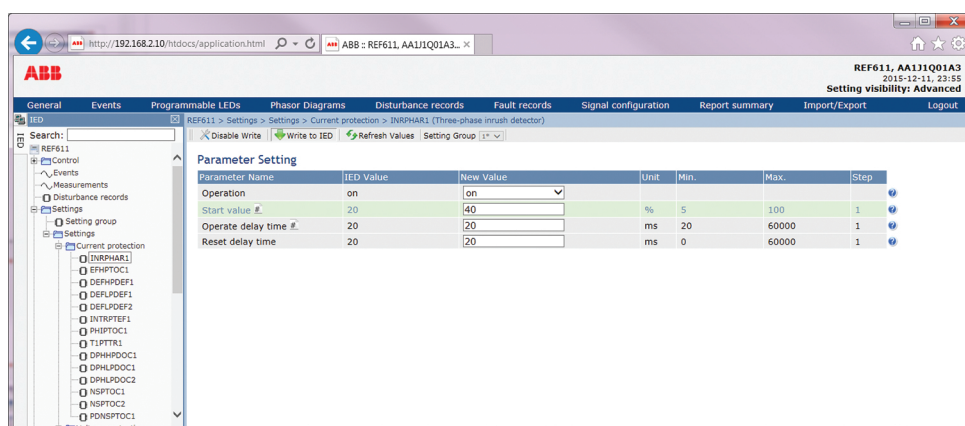 http://192.168.2.10/htdocs/application.html
ABB :: REF611, AA1J1Q01A3...
ABB
REF611, AA1J1Q01A3
2015-12-11, 23:55
Setting visibility: Advanced
General Events Programmable LEDs Phasor Diagrams Disturbance records Fault records Signal configuration Report summary Import/Export Logout
IED
REF611 > Settings > Settings > Current protection > INRPHAR1 (Three-phase inrush detector)
IED
Search:
Disable Write Write to IED Refresh Values Setting Group 1*
REF611
Control
Events
Measurements
Disturbance records
Settings
Setting group
Settings
Current protection
INRPHAR1
EFHPTOC1
DEFHPDEF1
DEFLPDEF1
DEFLPDEF2
INTRPTEF1
PHIPTOC1
T1PTTR1
DPHHPDOC1
DPHLPDOC1
DPHLPDOC2
NSPTOC1
NSPTOC2
PDNSPTOC1
Parameter Setting
Parameter Name IED Value New Value Unit Min. Max. Step
Operation on on
Start value # 20 40 % 5 100 1
Operate delay time # 20 20 ms 20 60000 1
Reset delay time 20 20 ms 0 60000 1